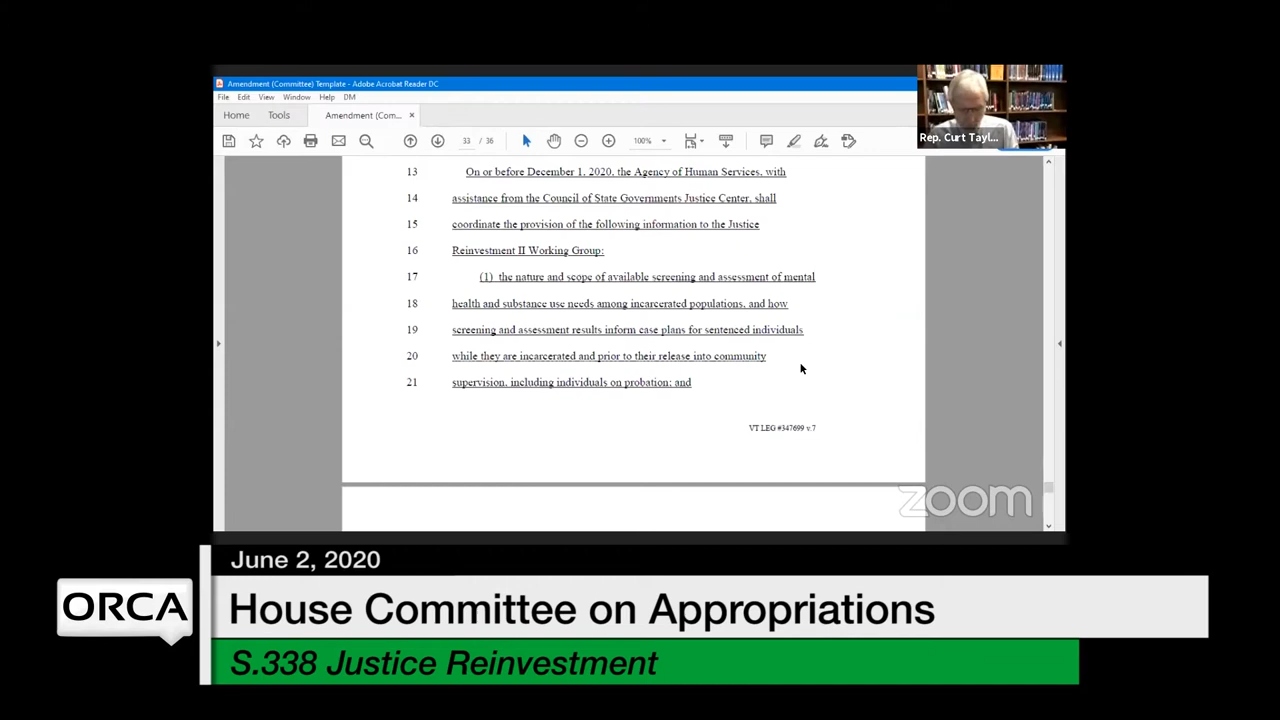 Amendment (Committee) Template - Adobe Acrobat Reader DC
File Edit View Window Help DM
Home Tools Amendment (Com... ×
33 / 36 100%
Rep. Curt Tayl...
13 On or before December 1, 2020, the Agency of Human Services, with
14 assistance from the Council of State Governments Justice Center, shall
15 coordinate the provision of the following information to the Justice
16 Reinvestment II Working Group:
17 (1) the nature and scope of available screening and assessment of mental
18 health and substance use needs among incarcerated populations, and how
19 screening and assessment results inform case plans for sentenced individuals
20 while they are incarcerated and prior to their release into community
21 supervision, including individuals on probation; and
VT LEG #347699 v.7
zoom
June 2, 2020
ORCA
House Committee on Appropriations
S.338 Justice Reinvestment